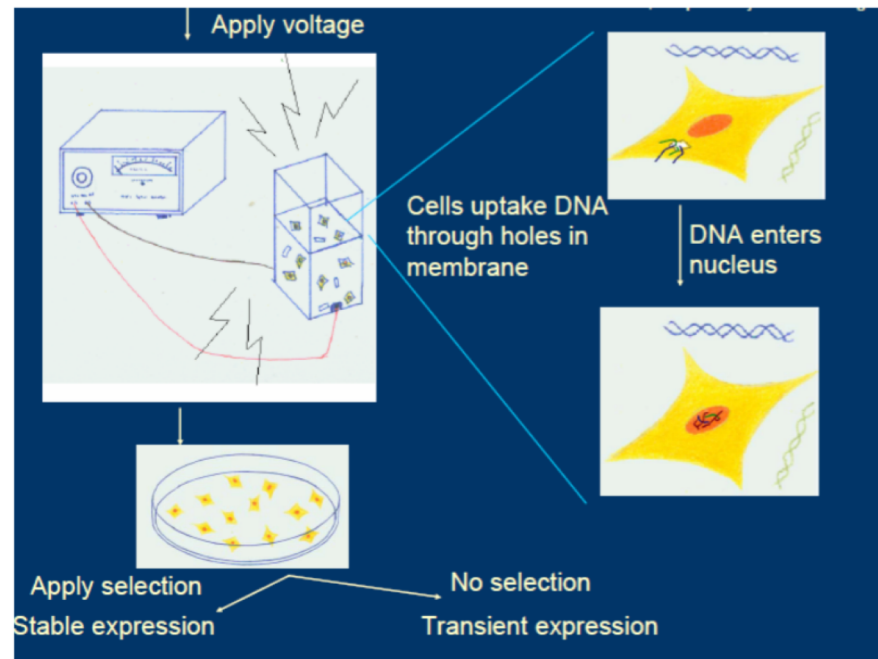 Apply voltage
Cells uptake DNA
through holes in
membrane
DNA enters
nucleus
Apply selection
No selection
Stable expression
Transient expression